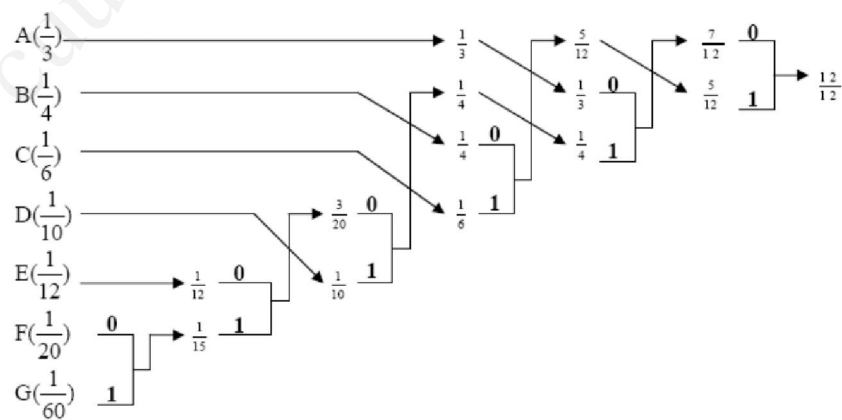 A(1/3) 1/3 5/12 7/12 0 12/12
B(1/4) 1/4 1/3 0 5/12 1
C(1/6) 1/4 0 1/4 1
D(1/10) 3/20 0 1/6 1
E(1/12) 1/12 0 1/10 1
F(1/20) 0 1/15 1
G(1/60) 1